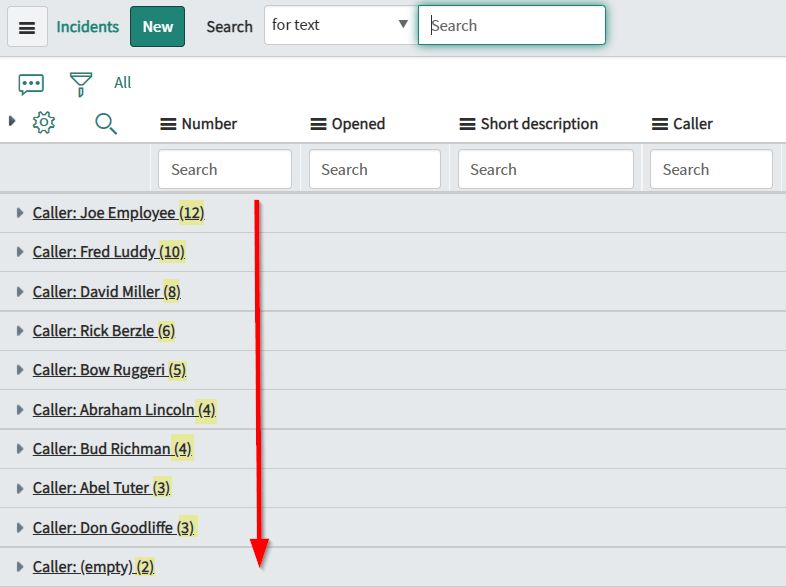 Incidents New Search for text Search
All
Number Opened Short description Caller
Search Search Search Search
Caller: Joe Employee (12)
Caller: Fred Luddy (10)
Caller: David Miller (8)
Caller: Rick Berzle (6)
Caller: Bow Ruggeri (5)
Caller: Abraham Lincoln (4)
Caller: Bud Richman (4)
Caller: Abel Tuter (3)
Caller: Don Goodliffe (3)
Caller: (empty) (2)